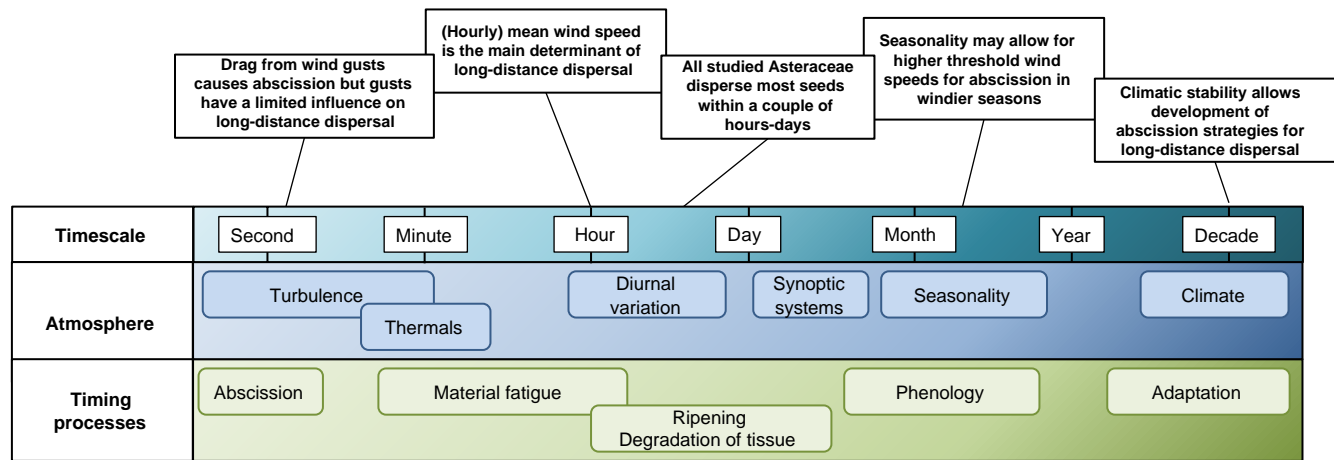 Drag from wind gusts
causes abscission but gusts
have a limited influence on
long-distance dispersal
(Hourly) mean wind speed
is the main determinant of
long-distance dispersal
All studied Asteraceae
disperse most seeds
within a couple of
hours-days
Seasonality may allow for
higher threshold wind
speeds for abscission in
windier seasons
Climatic stability allows
development of
abscission strategies for
long-distance dispersal
Timescale
Second
Minute
Hour
Day
Month
Year
Decade
Atmosphere
Turbulence
Thermals
Diurnal
variation
Synoptic
systems
Seasonality
Climate
Timing
processes
Abscission
Material fatigue
Ripening
Degradation of tissue
Phenology
Adaptation